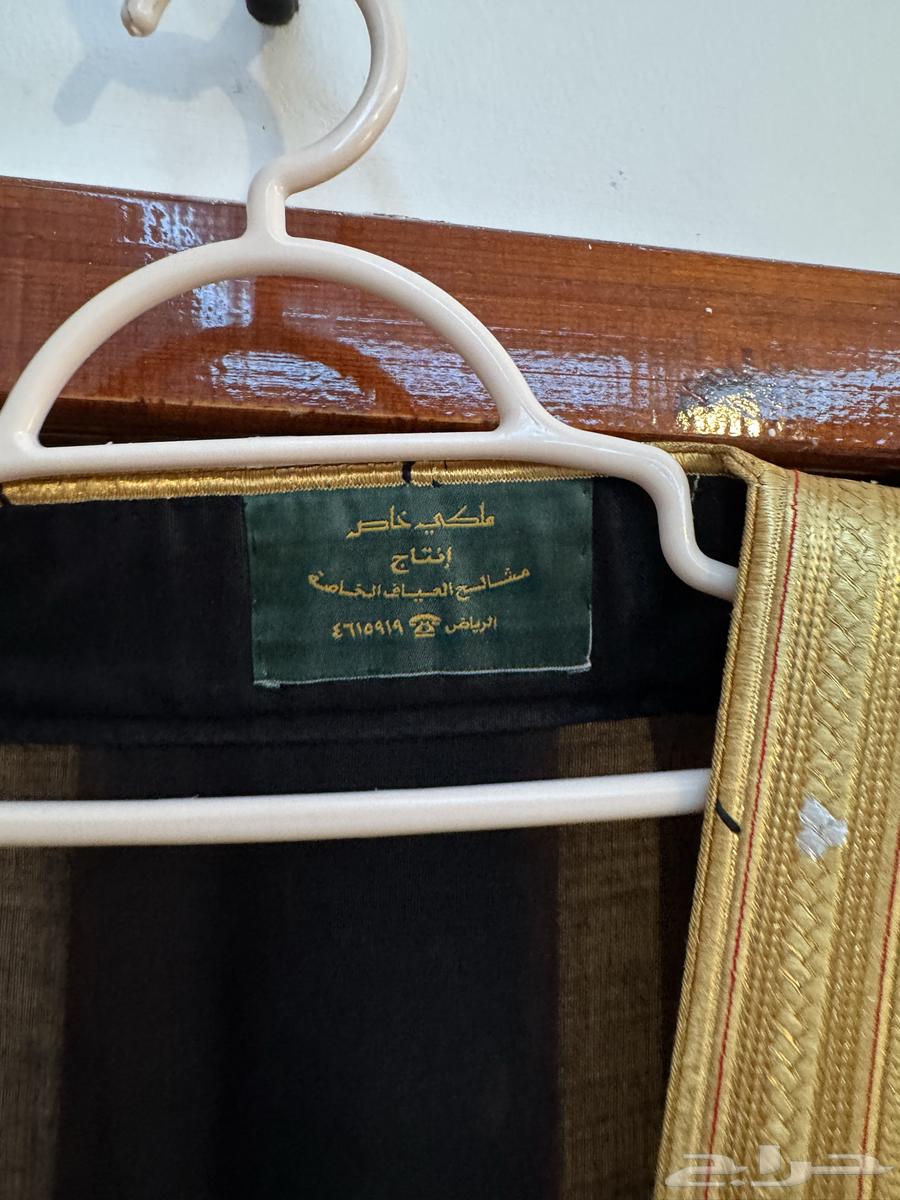 ملكي خاص
إنتاج
مشالح العياف الخاصة
الرياض ☎ ٤٦١٥٩١٩
حراج